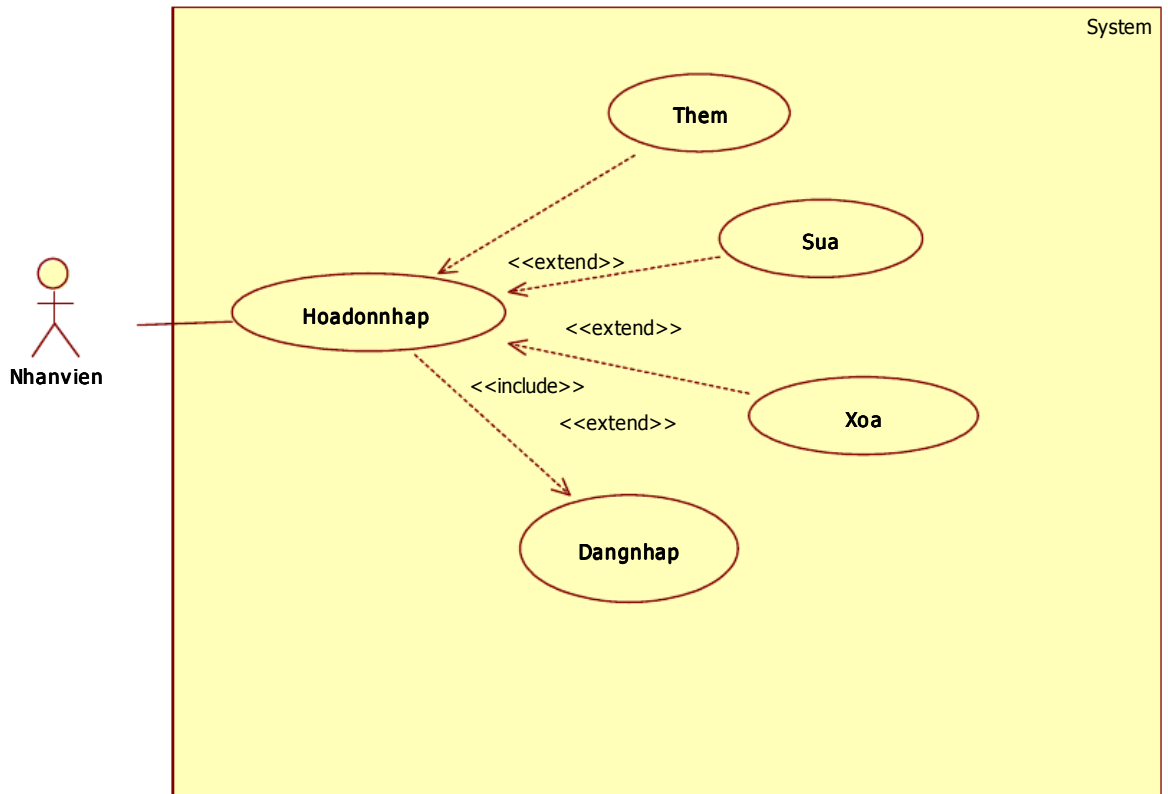 System
Them
Sua
<<extend>>
Hoadonnhap
<<extend>>
Nhanvien
<<include>>
<<extend>>
Xoa
Dangnhap